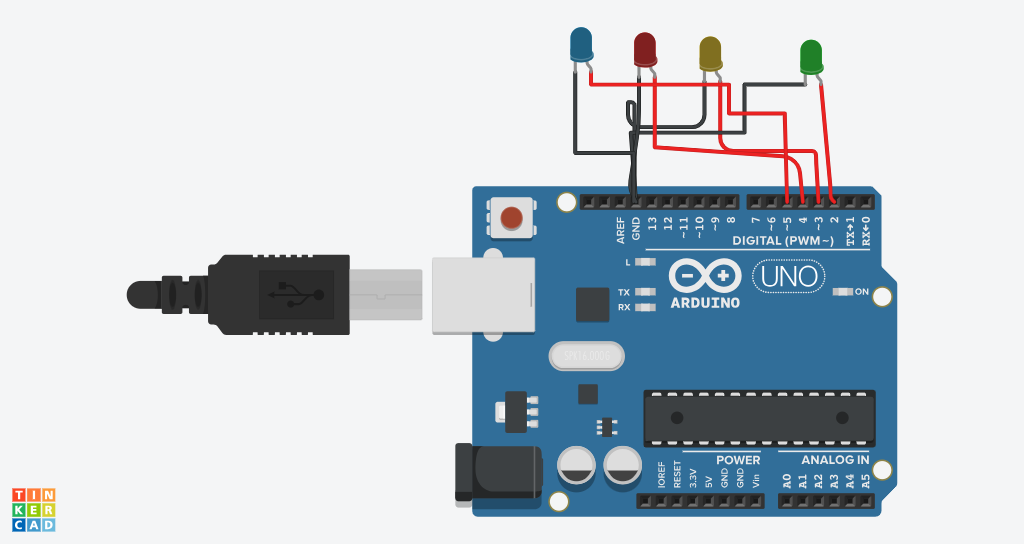 AREF
GND
13
12
~11
~10
~9
8
7
~6
~5
4
~3
2
TX→1
RX←0
DIGITAL (PWM~)
L
TX
RX
ARDUINO
UNO
ON
SPK16.000G
IOREF
RESET
3.3V
5V
GND
GND
Vin
POWER
ANALOG IN
A0
A1
A2
A3
A4
A5
TIN
KER
CAD